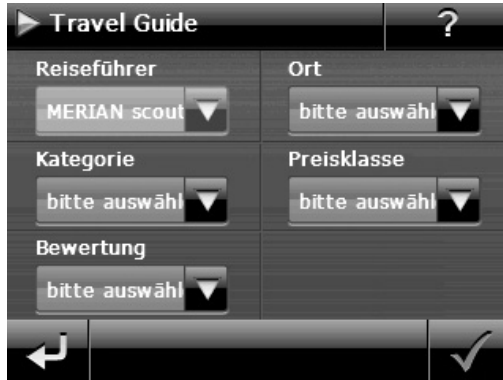 Travel Guide ?
Reiseführer Ort
MERIAN scout bitte auswähl
Kategorie Preisklasse
bitte auswähl bitte auswähl
Bewertung
bitte auswähl